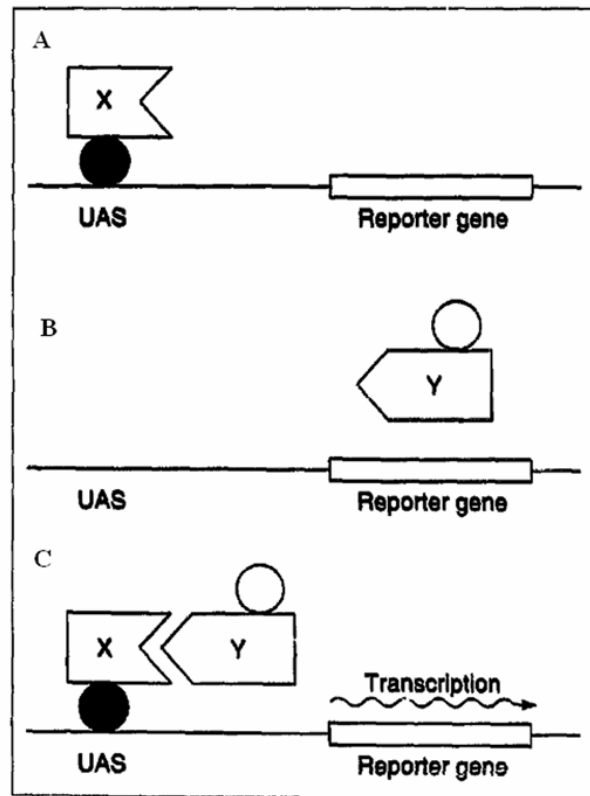 A
X
UAS Reporter gene
B
Y
UAS Reporter gene
C
X Y
Transcription
UAS Reporter gene